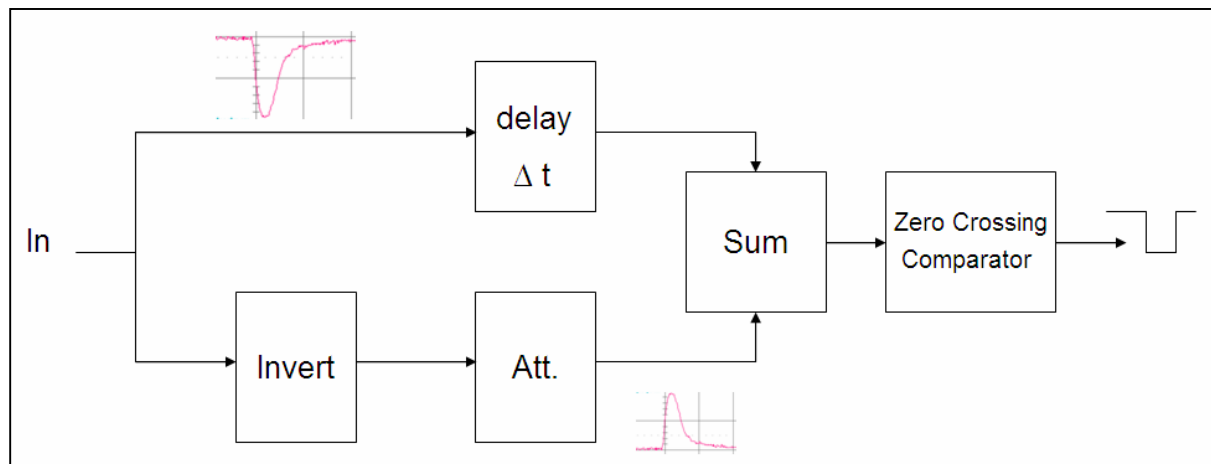 delay
Δ t
In
Sum
Zero Crossing
Comparator
Invert
Att.